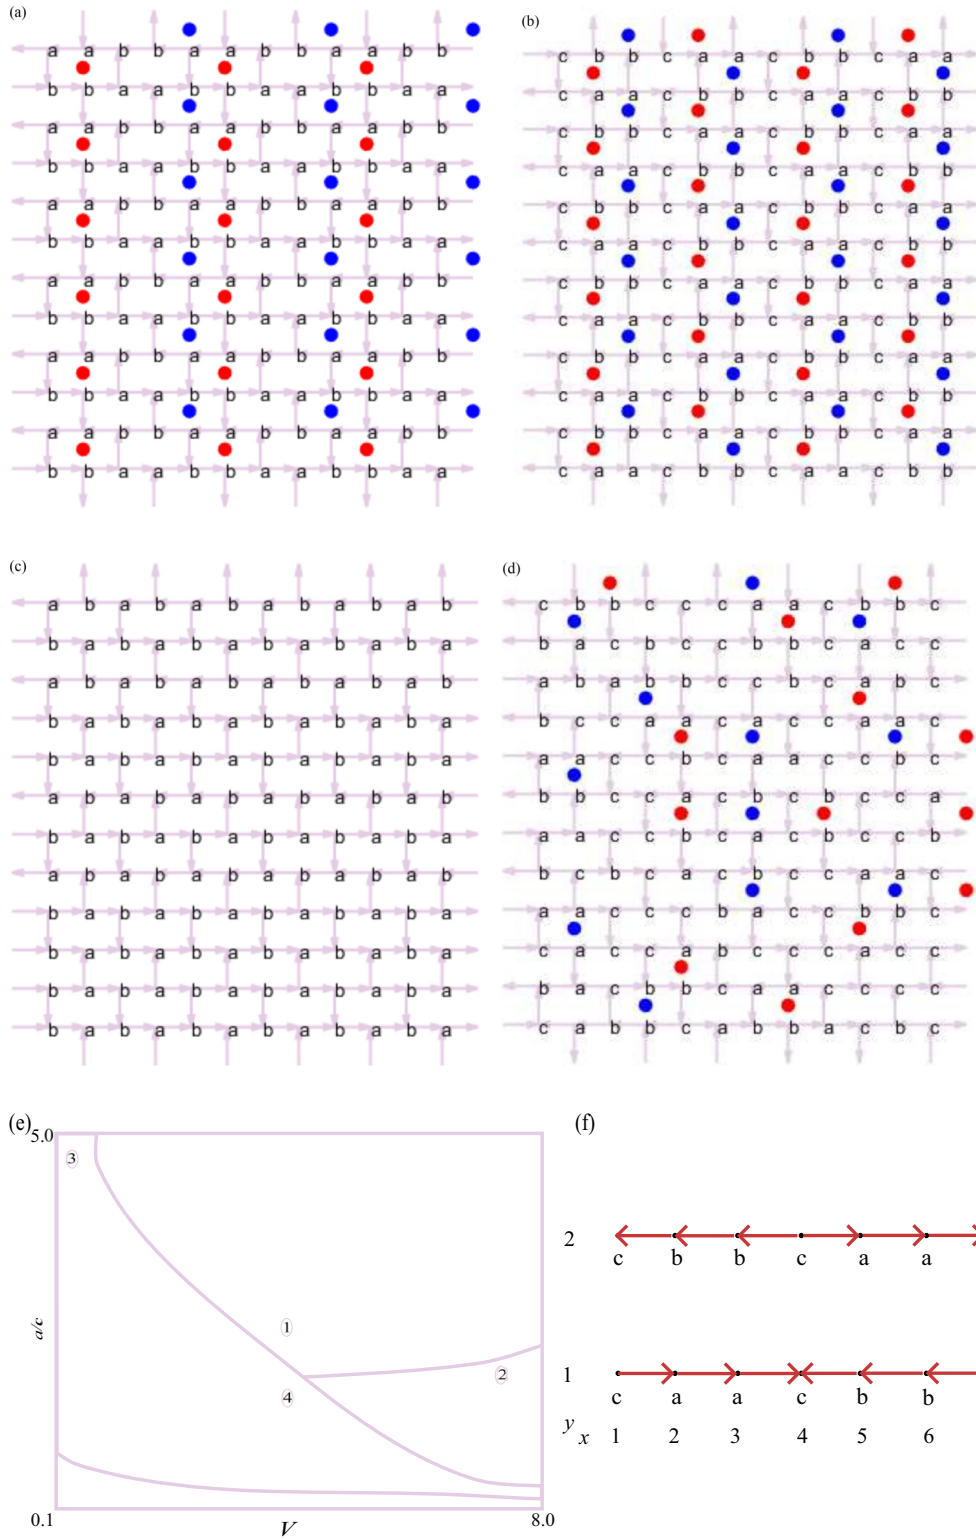 (a)
a a b b a a b b a a b b
b b a a b b a a b b a a
a a b b a a b b a a b b
b b a a b b a a b b a a
a a b b a a b b a a b b
b b a a b b a a b b a a
a a b b a a b b a a b b
b b a a b b a a b b a a
a a b b a a b b a a b b
b b a a b b a a b b a a
a a b b a a b b a a b b
b b a a b b a a b b a a
(b)
c b b c a a c b b c a a
c a a c b b c a a c b b
c b b c a a c b b c a a
c a a c b b c a a c b b
c b b c a a c b b c a a
c a a c b b c a a c b b
c b b c a a c b b c a a
c a a c b b c a a c b b
c b b c a a c b b c a a
c a a c b b c a a c b b
c b b c a a c b b c a a
c a a c b b c a a c b b
(c)
a b a b a b a b a b a b
b a b a b a b a b a b a
a b a b a b a b a b a b
b a b a b a b a b a b a
b a b a b a b a b a b a
a b a b a b a b a b a b
b a b a b a b a b a b a
a b a b a b a b a b a b
b a b a b a b a b a b a
b a b a b a b a b a b a
b a b a b a b a b a b a
b a b a b a b a b a b a
(d)
c b b c c c a a c b b c
b a c b c c b b c a c c
a b a b b c c b c a b c
b c c a a c a c c a a c
a a c c b c a a c c b c
b b c c a c b c b c c a
a a c c b c a c b c c b
b c b c a c b c c a a c
a a c c c b a c c b b c
c a c c a b c c c a c c
b a c b b c a a c c c c
c a b b c a b b a c b c
(e)
5.0
3
a/c
1
2
4
0.1
V
8.0
(f)
2
c b b c a a
1
c a a c b b
y
x 1 2 3 4 5 6